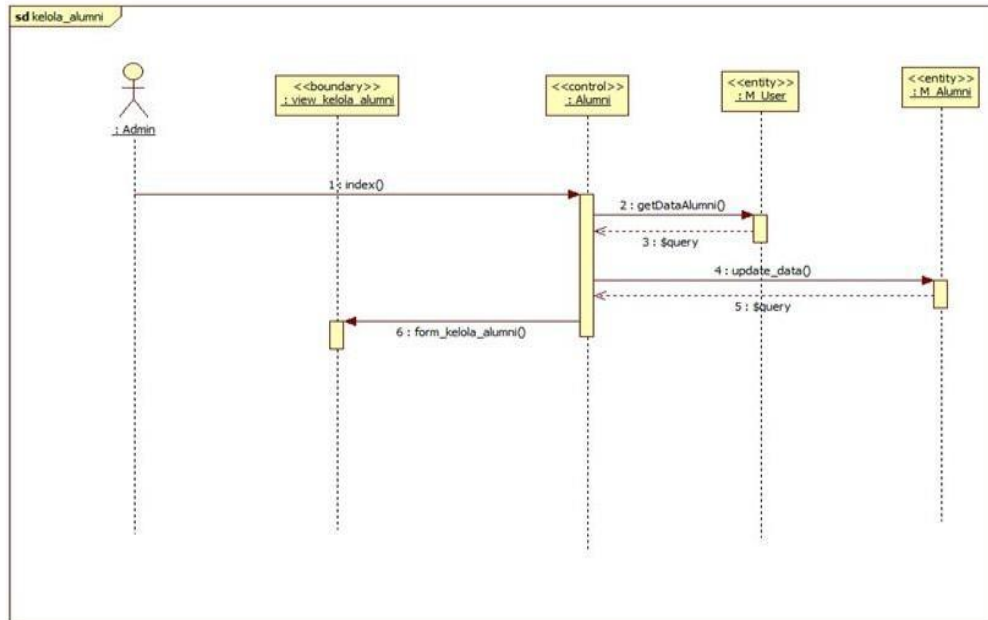 sd kelola_alumni
: Admin
<<boundary>>
: view_kelola_alumni
<<control>>
: Alumni
<<entity>>
: M_User
<<entity>>
: M_Alumni
1 : index()
2 : getDataAlumni()
3 : $query
4 : update_data()
5 : $query
6 : form_kelola_alumni()